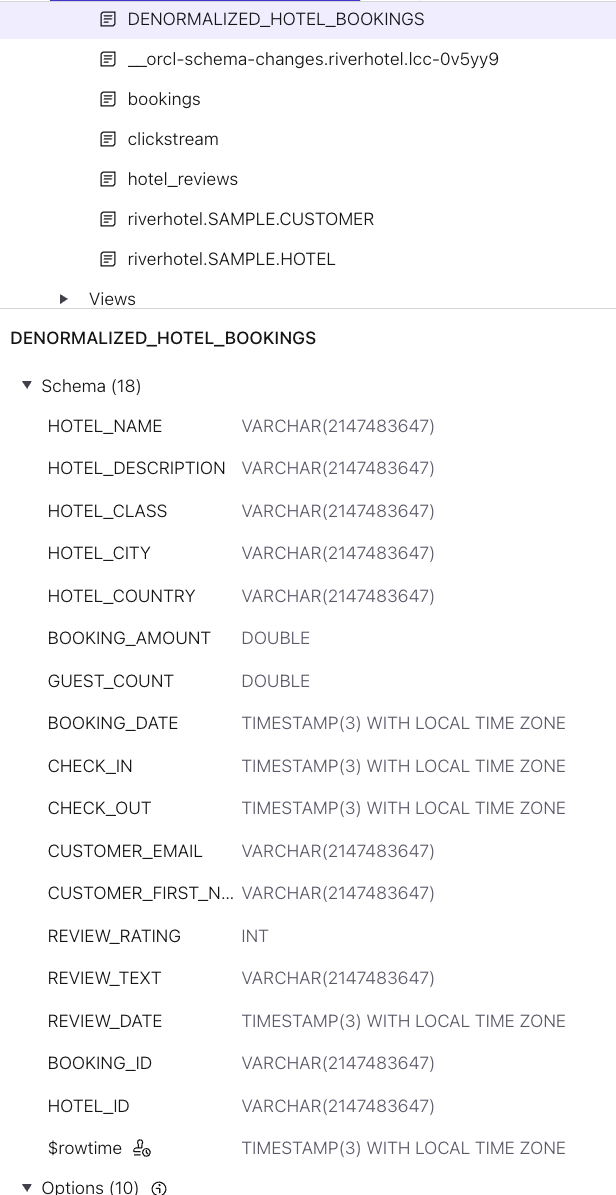 DENORMALIZED_HOTEL_BOOKINGS
__orcl-schema-changes.riverhotel.lcc-0v5yy9
bookings
clickstream
hotel_reviews
riverhotel.SAMPLE.CUSTOMER
riverhotel.SAMPLE.HOTEL
Views
DENORMALIZED_HOTEL_BOOKINGS
Schema (18)
HOTEL_NAME VARCHAR(2147483647)
HOTEL_DESCRIPTION VARCHAR(2147483647)
HOTEL_CLASS VARCHAR(2147483647)
HOTEL_CITY VARCHAR(2147483647)
HOTEL_COUNTRY VARCHAR(2147483647)
BOOKING_AMOUNT DOUBLE
GUEST_COUNT DOUBLE
BOOKING_DATE TIMESTAMP(3) WITH LOCAL TIME ZONE
CHECK_IN TIMESTAMP(3) WITH LOCAL TIME ZONE
CHECK_OUT TIMESTAMP(3) WITH LOCAL TIME ZONE
CUSTOMER_EMAIL VARCHAR(2147483647)
CUSTOMER_FIRST_N... VARCHAR(2147483647)
REVIEW_RATING INT
REVIEW_TEXT VARCHAR(2147483647)
REVIEW_DATE TIMESTAMP(3) WITH LOCAL TIME ZONE
BOOKING_ID VARCHAR(2147483647)
HOTEL_ID VARCHAR(2147483647)
$rowtime TIMESTAMP(3) WITH LOCAL TIME ZONE
Options (10)